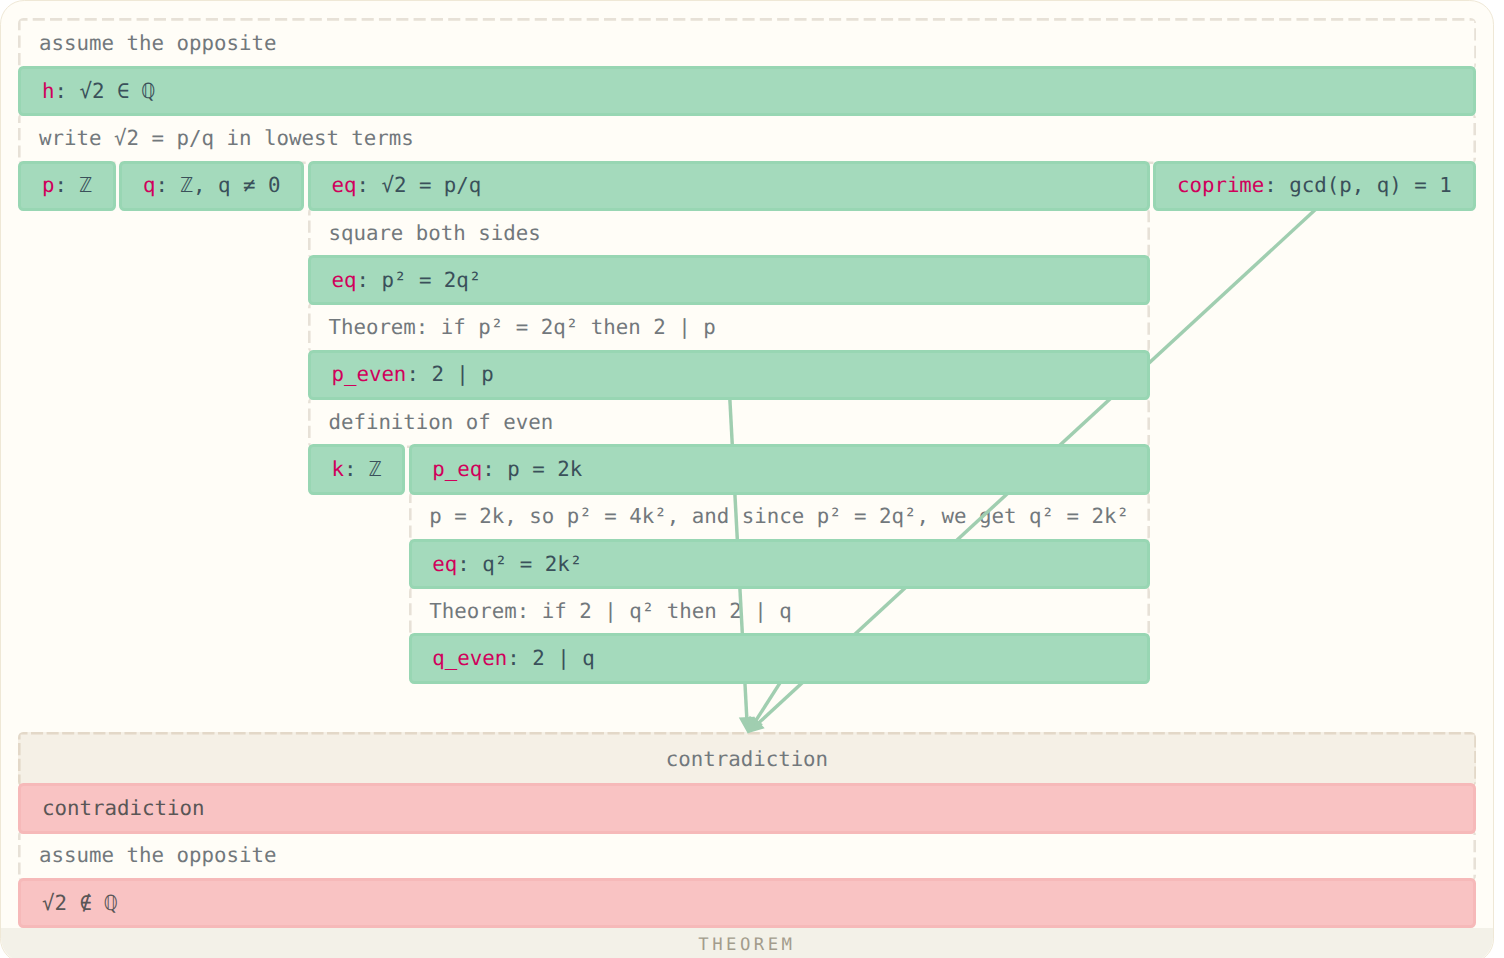 assume the opposite
h: √2 ∈ ℚ
write √2 = p/q in lowest terms
p: ℤ
q: ℤ, q ≠ 0
eq: √2 = p/q
coprime: gcd(p, q) = 1
square both sides
eq: p² = 2q²
Theorem: if p² = 2q² then 2 | p
p_even: 2 | p
definition of even
k: ℤ
p_eq: p = 2k
p = 2k, so p² = 4k², and since p² = 2q², we get q² = 2k²
eq: q² = 2k²
Theorem: if 2 | q² then 2 | q
q_even: 2 | q
contradiction
contradiction
assume the opposite
√2 ∉ ℚ
THEOREM